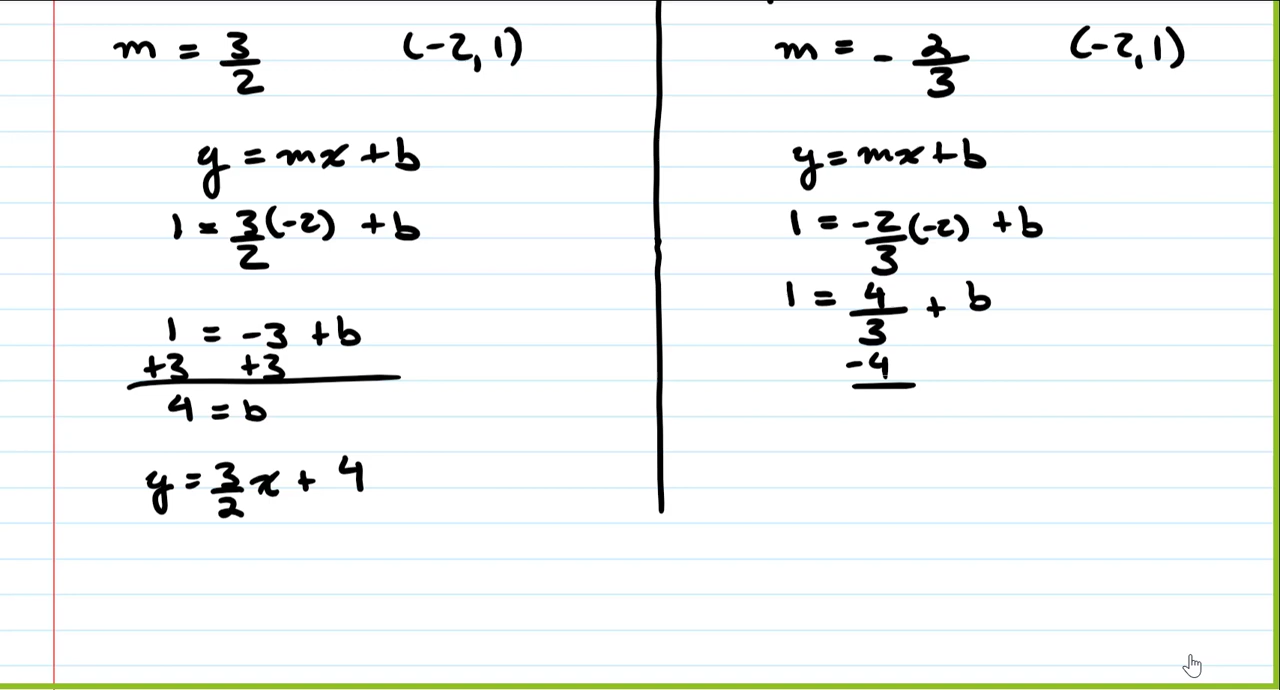 m = 3/2 (-2, 1)
y = mx + b
1 = 3/2 (-2) + b
1 = -3 + b
+3 +3
4 = b
y = 3/2 x + 4
m = - 2/3 (-2, 1)
y = mx + b
1 = -2/3 (-2) + b
1 = 4/3 + b
-4